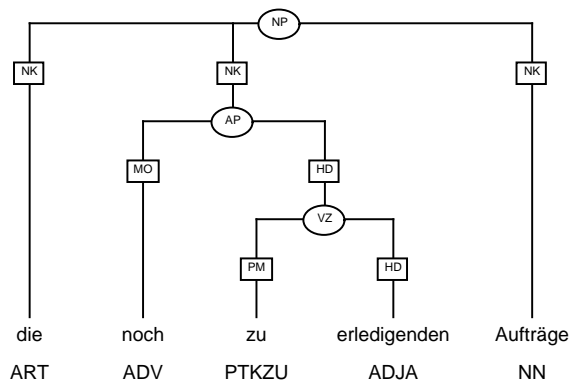 NP
NK NK NK
AP
MO HD
VZ
PM HD
die noch zu erledigenden Aufträge
ART ADV PTKZU ADJA NN